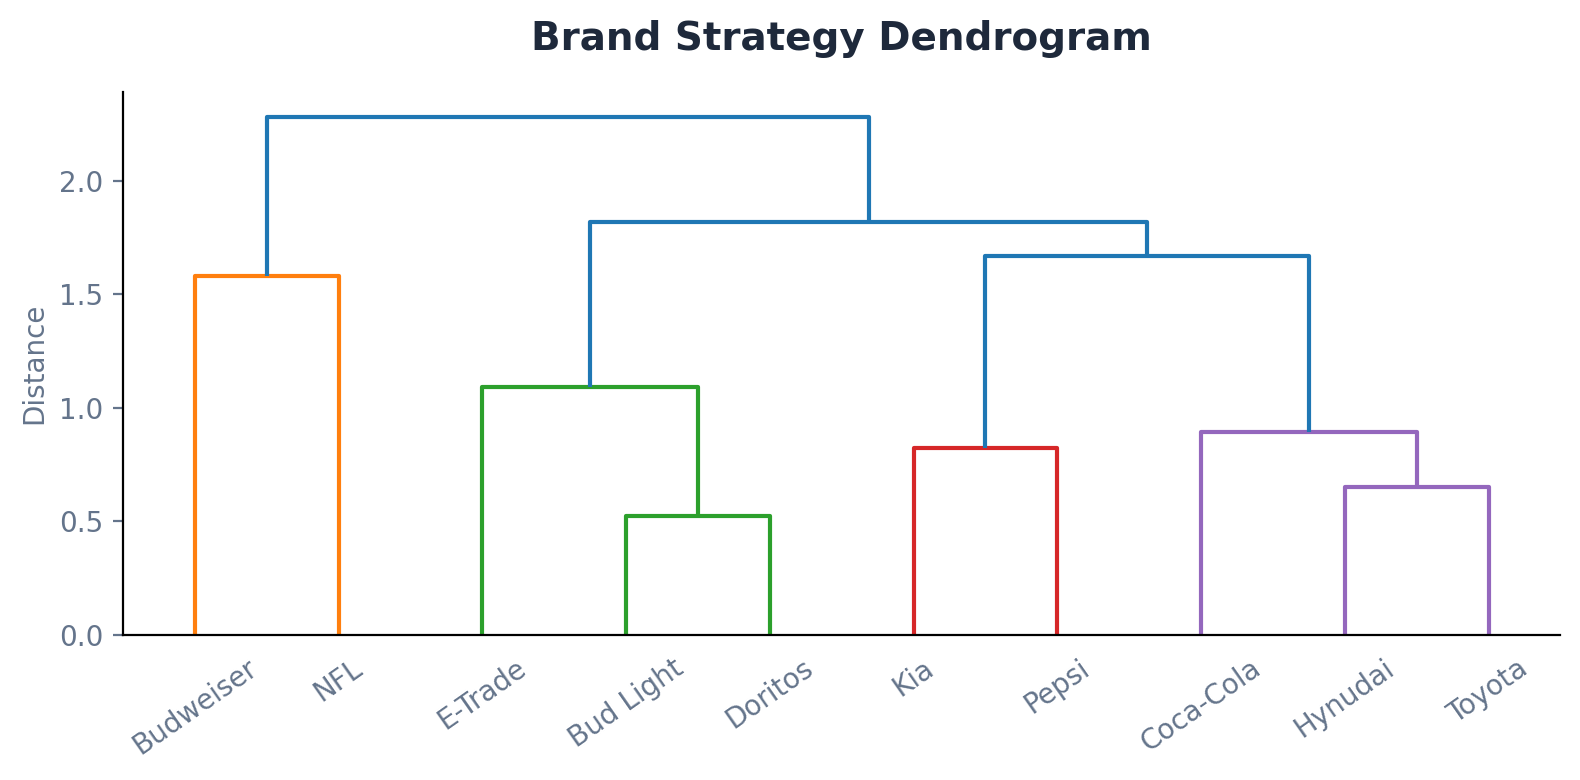 Brand Strategy Dendrogram
Distance
2.0
1.5
1.0
0.5
0.0
Budweiser
NFL
E-Trade
Bud Light
Doritos
Kia
Pepsi
Coca-Cola
Hynudai
Toyota